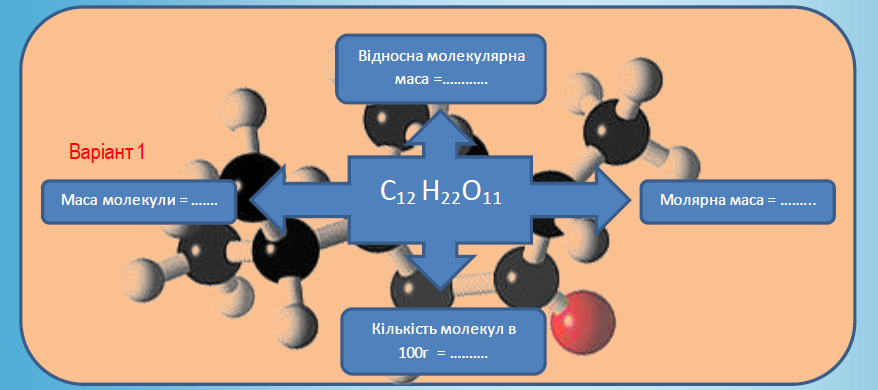 Відносна молекулярна
маса =…………
Варіант 1
Маса молекули = …….
C₁₂ H₂₂O₁₁
Молярна маса = ……...
Кількість молекул в
100г = ……….